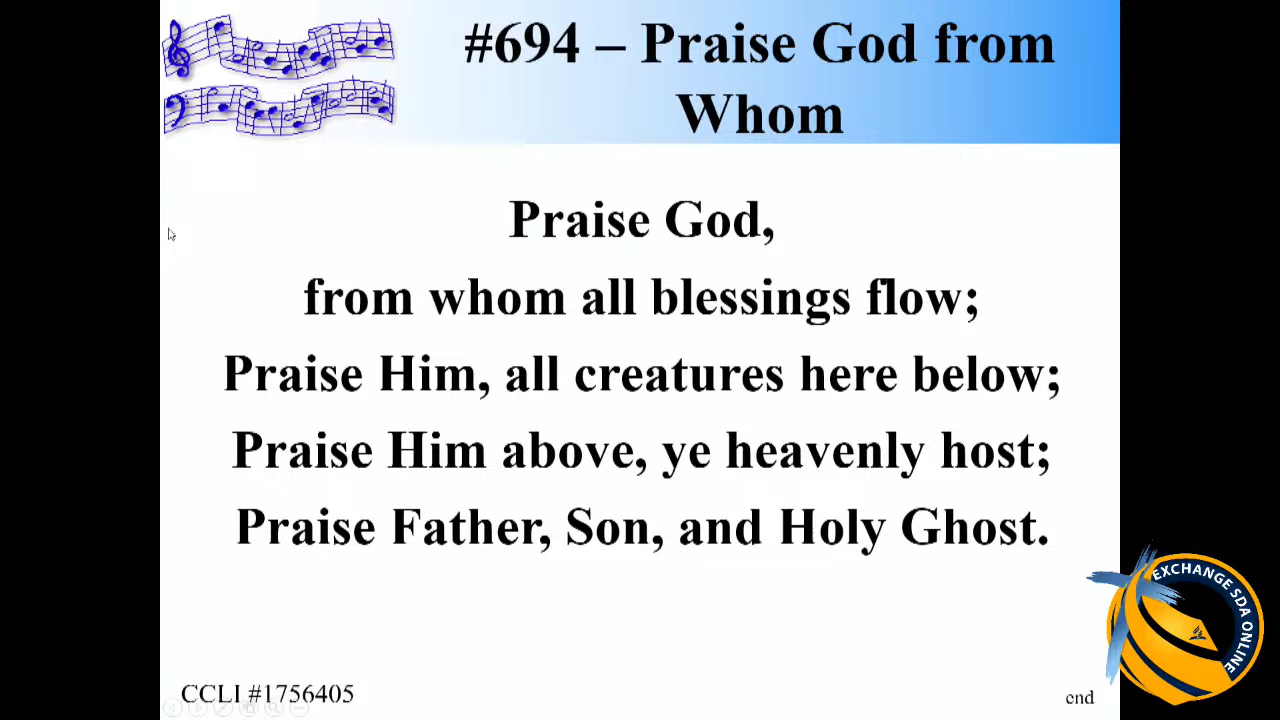 #694 – Praise God from
Whom
Praise God,
from whom all blessings flow;
Praise Him, all creatures here below;
Praise Him above, ye heavenly host;
Praise Father, Son, and Holy Ghost.
EXCHANGE SDA ONLINE
CCLI #1756405
end